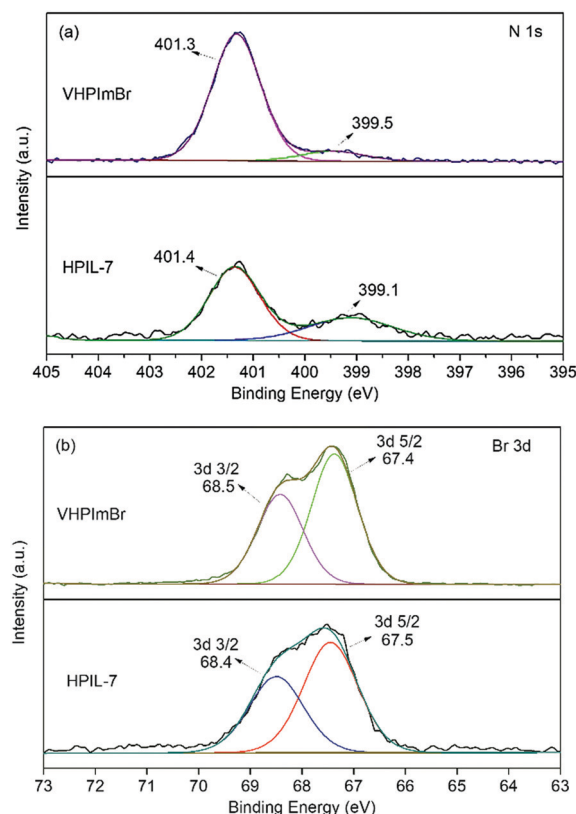 (a)
N 1s
401.3
VHPImBr
399.5
401.4
HPIL-7
399.1
Intensity (a.u.)
405 404 403 402 401 400 399 398 397 396 395
Binding Energy (eV)
(b)
Br 3d
3d 5/2
67.4
3d 3/2
68.5
VHPImBr
3d 5/2
67.5
3d 3/2
68.4
HPIL-7
Intensity (a.u.)
73 72 71 70 69 68 67 66 65 64 63
Binding Energy (eV)